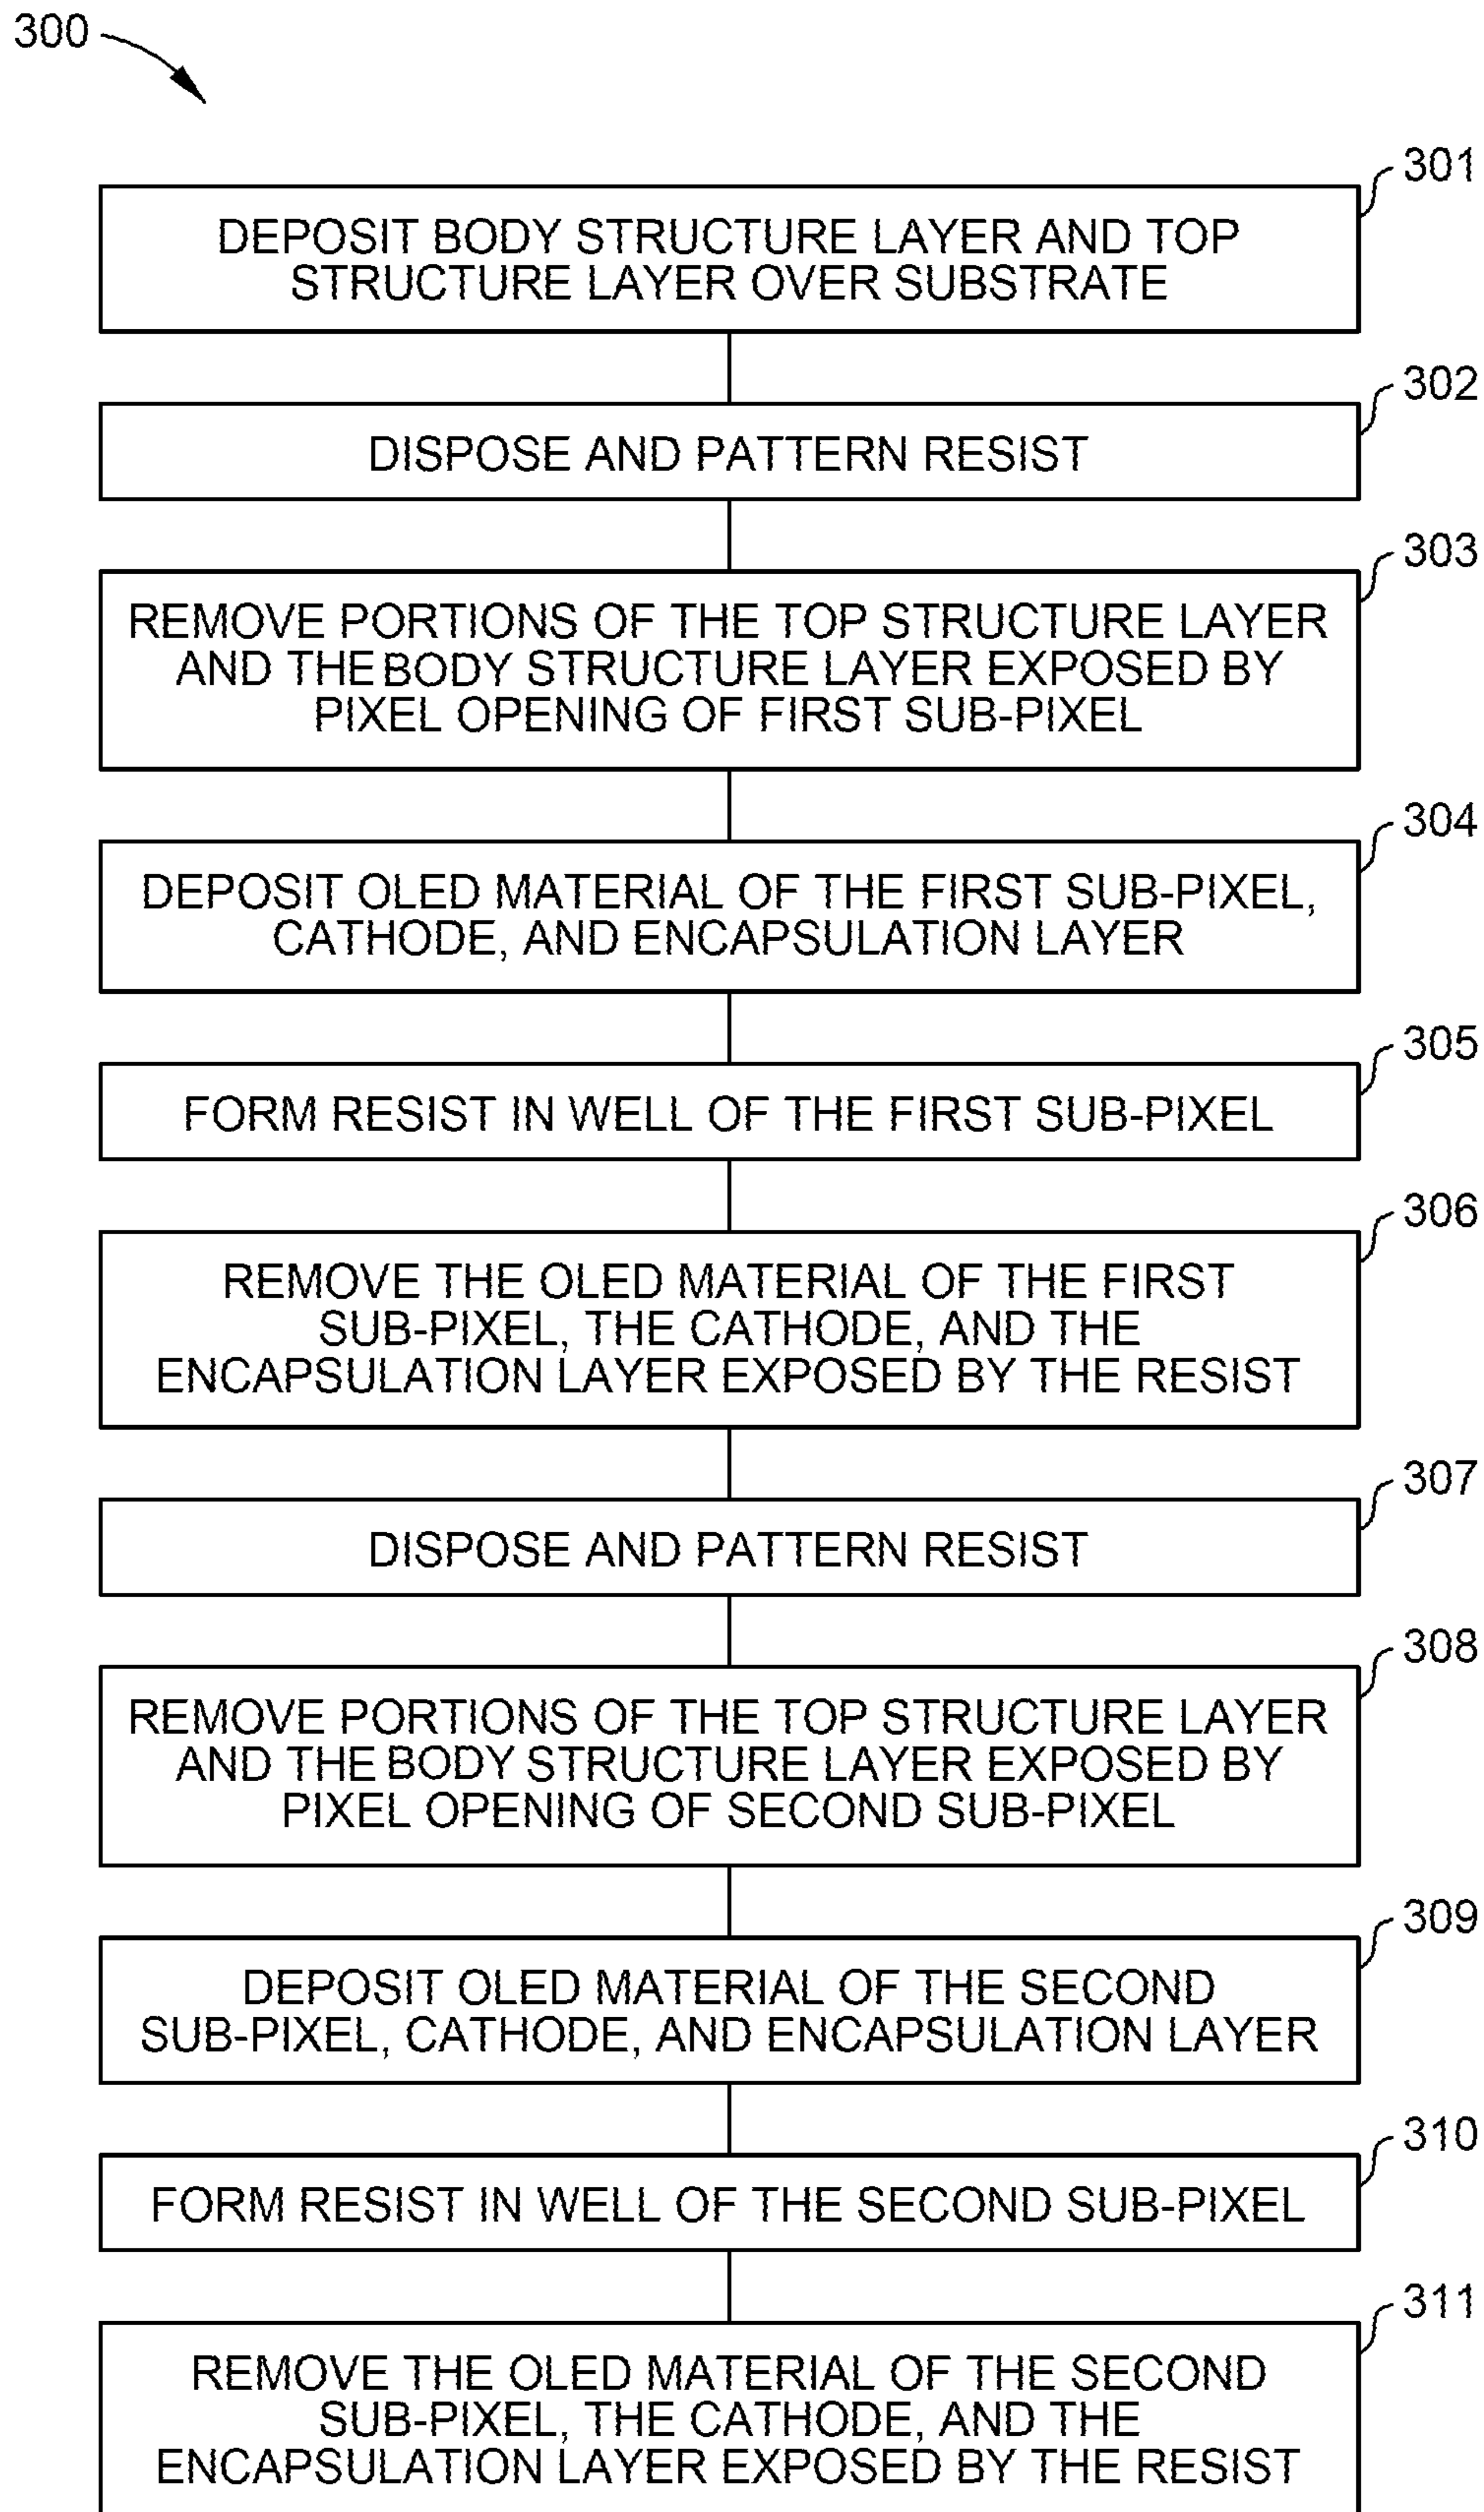 300
301
DEPOSIT BODY STRUCTURE LAYER AND TOP
STRUCTURE LAYER OVER SUBSTRATE
302
DISPOSE AND PATTERN RESIST
303
REMOVE PORTIONS OF THE TOP STRUCTURE LAYER
AND THE BODY STRUCTURE LAYER EXPOSED BY
PIXEL OPENING OF FIRST SUB-PIXEL
304
DEPOSIT OLED MATERIAL OF THE FIRST SUB-PIXEL,
CATHODE, AND ENCAPSULATION LAYER
305
FORM RESIST IN WELL OF THE FIRST SUB-PIXEL
306
REMOVE THE OLED MATERIAL OF THE FIRST
SUB-PIXEL, THE CATHODE, AND THE
ENCAPSULATION LAYER EXPOSED BY THE RESIST
307
DISPOSE AND PATTERN RESIST
308
REMOVE PORTIONS OF THE TOP STRUCTURE LAYER
AND THE BODY STRUCTURE LAYER EXPOSED BY
PIXEL OPENING OF SECOND SUB-PIXEL
309
DEPOSIT OLED MATERIAL OF THE SECOND
SUB-PIXEL, CATHODE, AND ENCAPSULATION LAYER
310
FORM RESIST IN WELL OF THE SECOND SUB-PIXEL
311
REMOVE THE OLED MATERIAL OF THE SECOND
SUB-PIXEL, THE CATHODE, AND THE
ENCAPSULATION LAYER EXPOSED BY THE RESIST